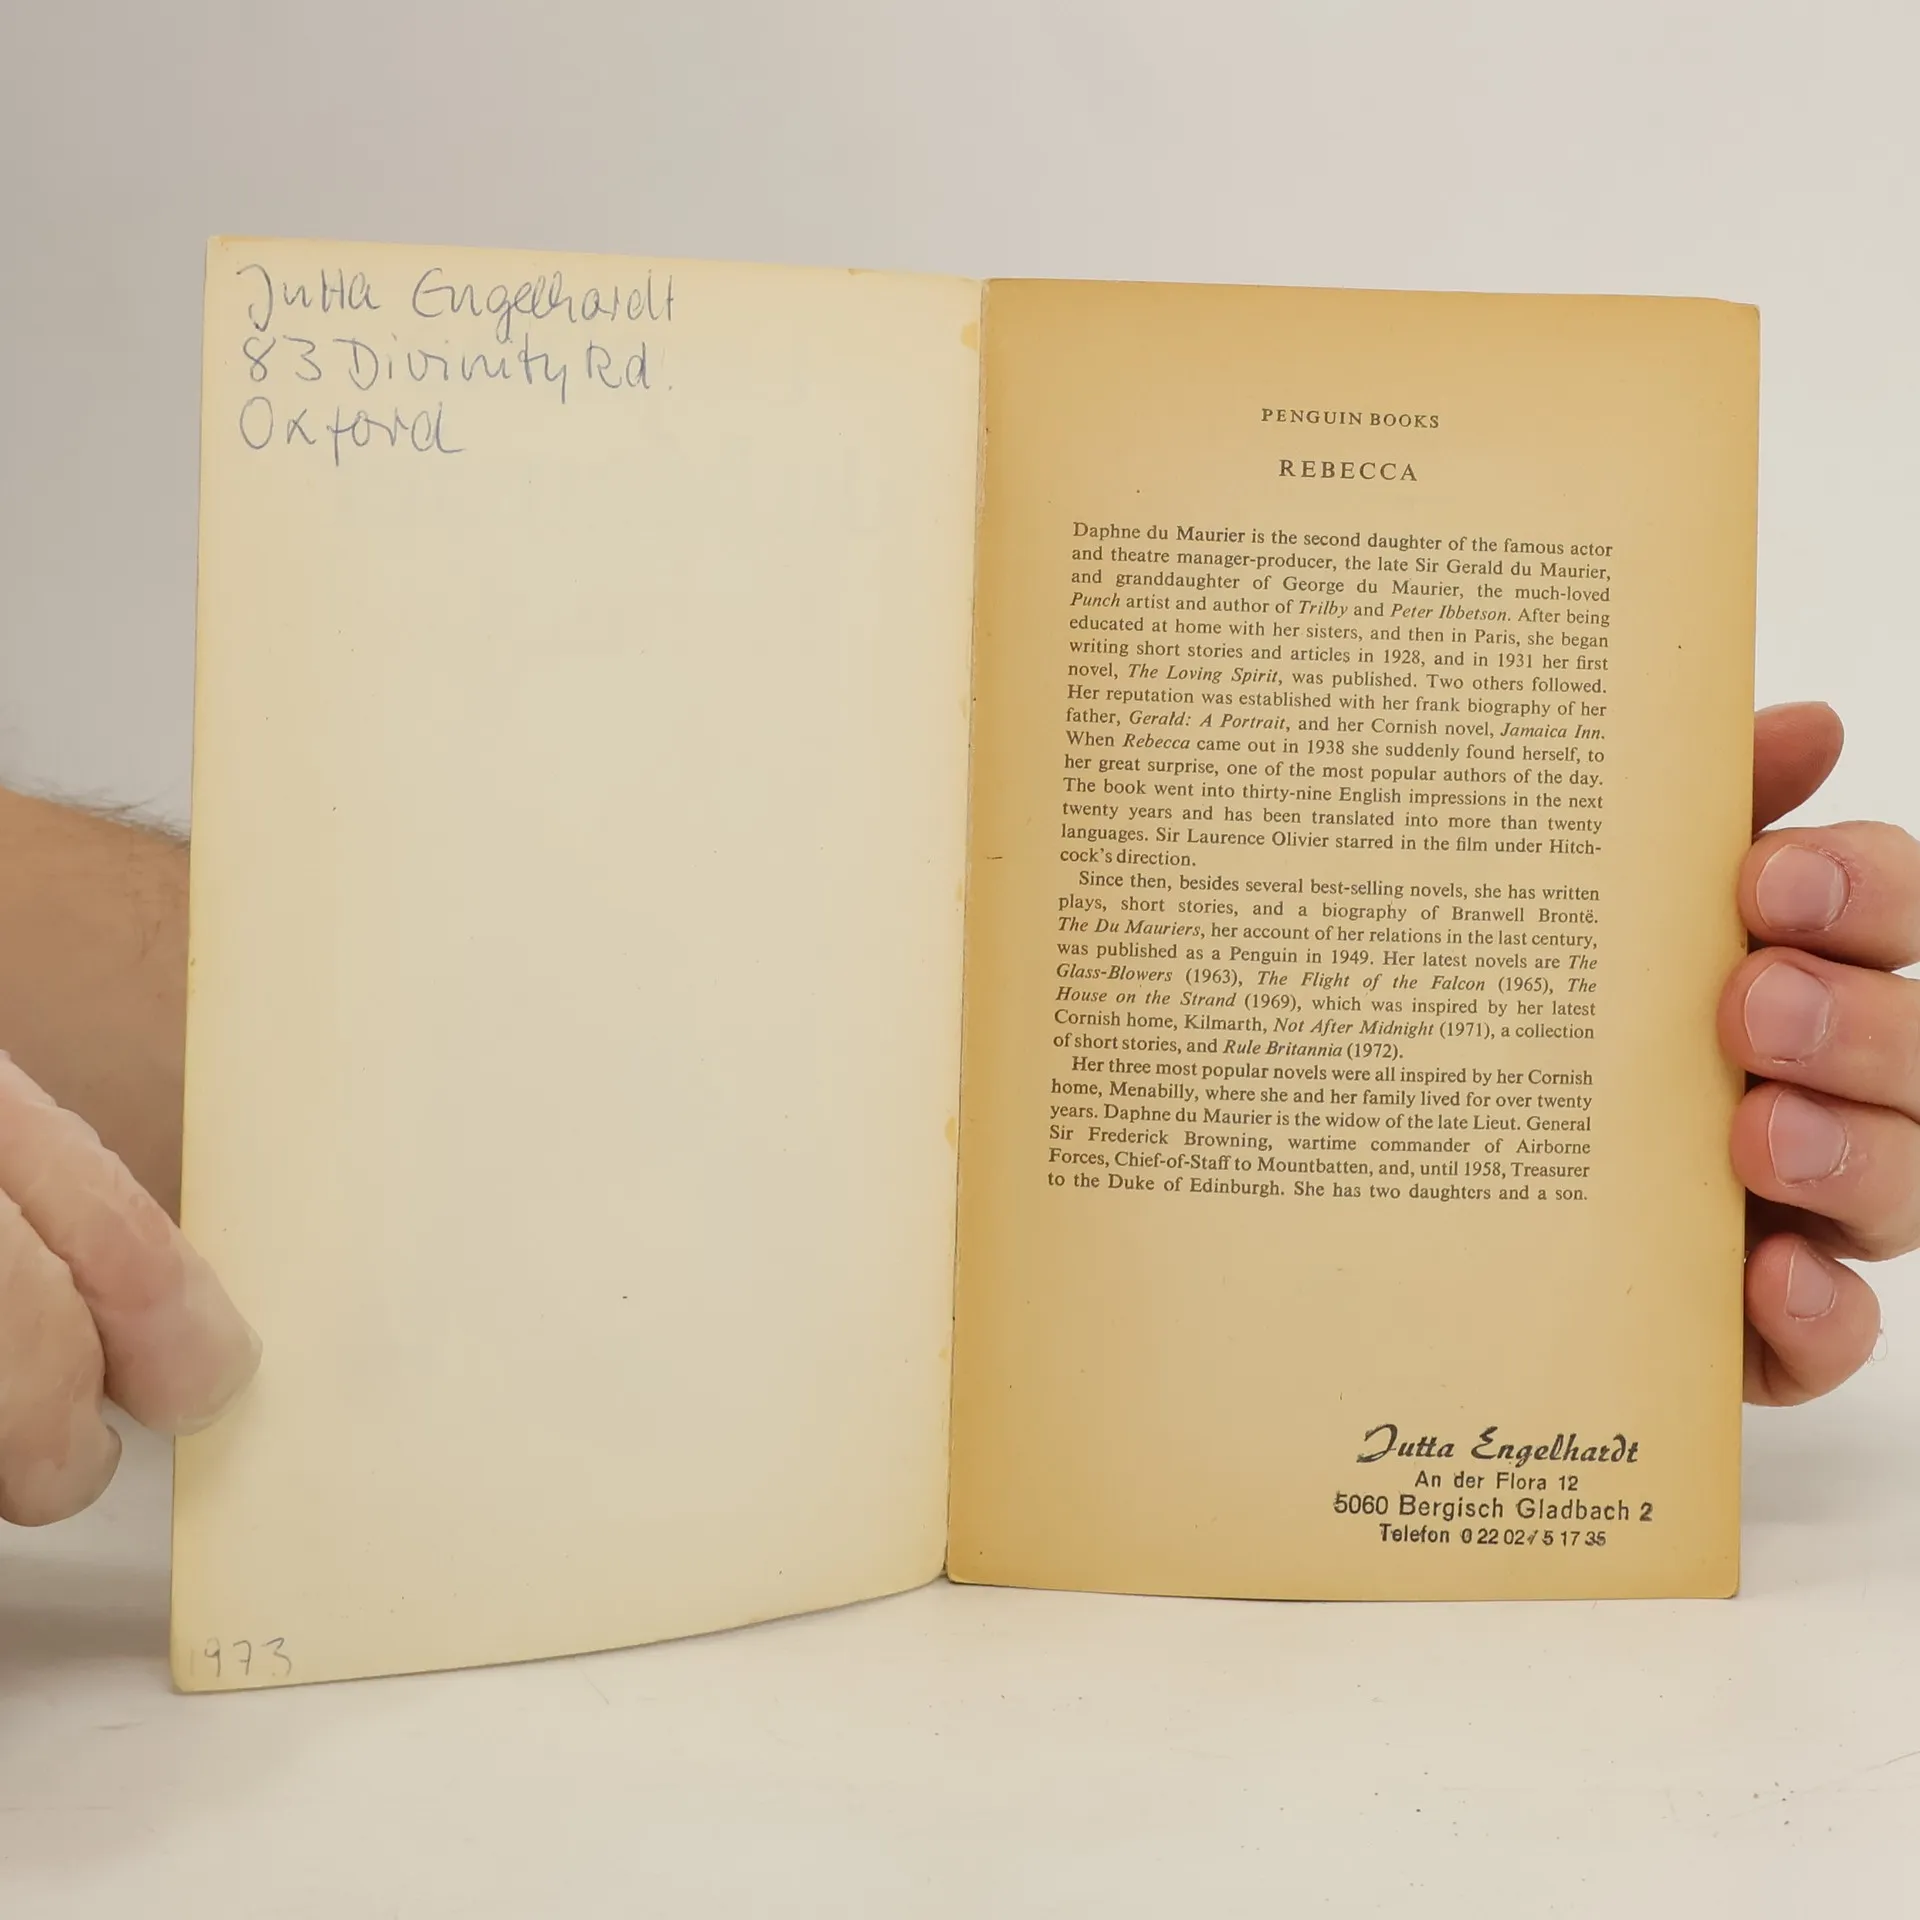 Jutta Engelhardt
83 Divinity Rd.
Oxford
1973
PENGUIN BOOKS
REBECCA
Daphne du Maurier is the second daughter of the famous actor
and theatre manager-producer, the late Sir Gerald du Maurier,
and granddaughter of George du Maurier, the much-loved
Punch artist and author of Trilby and Peter Ibbetson. After being
educated at home with her sisters, and then in Paris, she began
writing short stories and articles in 1928, and in 1931 her first
novel, The Loving Spirit, was published. Two others followed.
Her reputation was established with her frank biography of her
father, Gerald: A Portrait, and her Cornish novel, Jamaica Inn.
When Rebecca came out in 1938 she suddenly found herself, to
her great surprise, one of the most popular authors of the day.
The book went into thirty-nine English impressions in the next
twenty years and has been translated into more than twenty
languages. Sir Laurence Olivier starred in the film under Hitch-
cock's direction.
Since then, besides several best-selling novels, she has written
plays, short stories, and a biography of Branwell Brontë.
The Du Mauriers, her account of her relations in the last century,
was published as a Penguin in 1949. Her latest novels are The
Glass-Blowers (1963), The Flight of the Falcon (1965), The
House on the Strand (1969), which was inspired by her latest
Cornish home, Kilmarth, Not After Midnight (1971), a collection
of short stories, and Rule Britannia (1972).
Her three most popular novels were all inspired by her Cornish
home, Menabilly, where she and her family lived for over twenty
years. Daphne du Maurier is the widow of the late Lieut. General
Sir Frederick Browning, wartime commander of Airborne
Forces, Chief-of-Staff to Mountbatten, and, until 1958, Treasurer
to the Duke of Edinburgh. She has two daughters and a son.
Jutta Engelhardt
An der Flora 12
5060 Bergisch Gladbach 2
Telefon 0 22 02 / 5 17 35